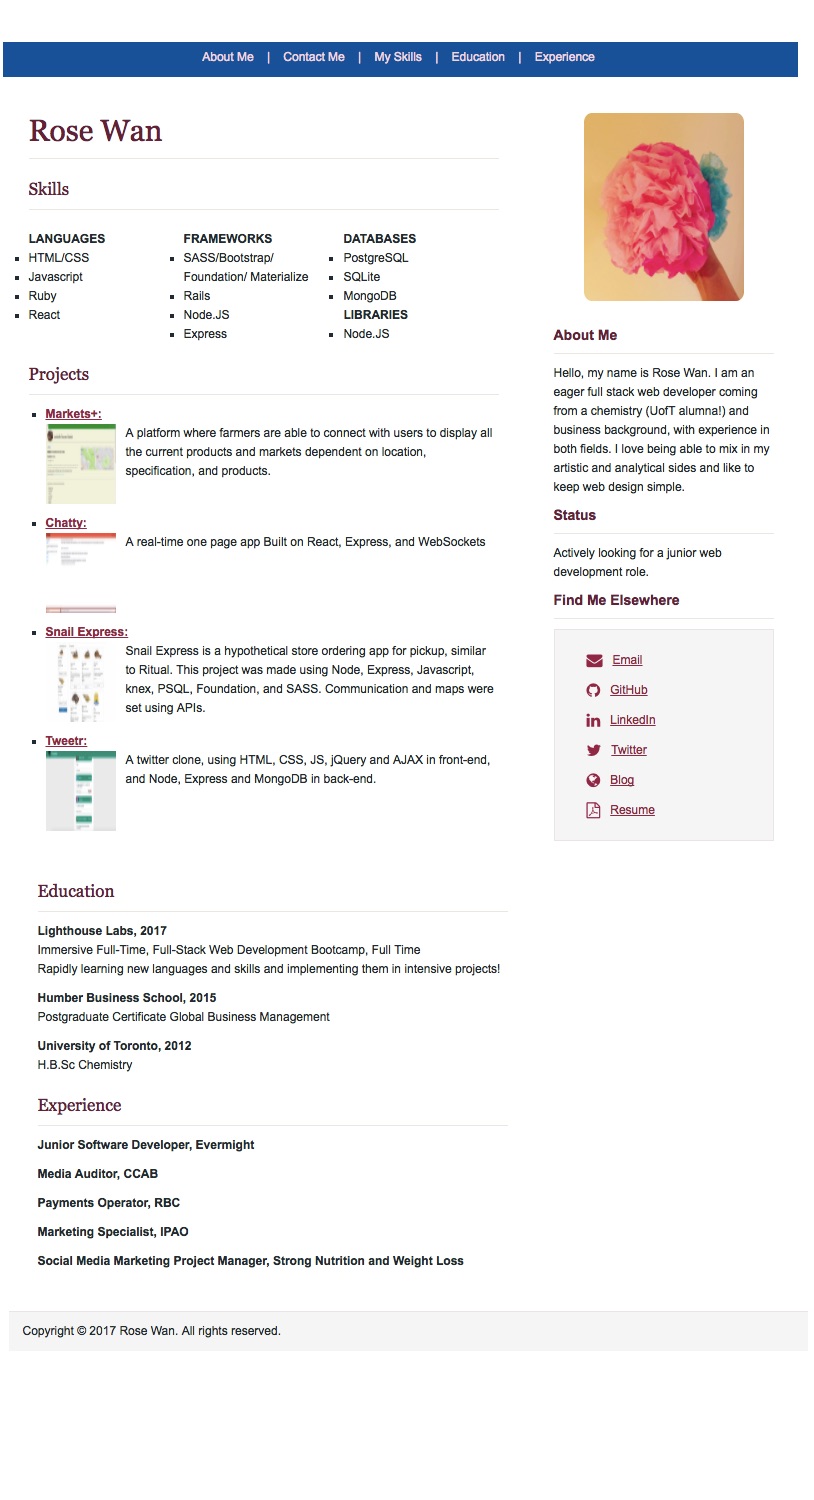 About Me | Contact Me | My Skills | Education | Experience
Rose Wan
Skills
LANGUAGES
HTML/CSS
Javascript
Ruby
React
FRAMEWORKS
SASS/Bootstrap/
Foundation/ Materialize
Rails
Node.JS
Express
DATABASES
PostgreSQL
SQLite
MongoDB
LIBRARIES
Node.JS
Projects
Markets+:
A platform where farmers are able to connect with users to display all
the current products and markets dependent on location,
specification, and products.
Chatty:
A real-time one page app Built on React, Express, and WebSockets
Snail Express:
Snail Express is a hypothetical store ordering app for pickup, similar
to Ritual. This project was made using Node, Express, Javascript,
knex, PSQL, Foundation, and SASS. Communication and maps were
set using APIs.
Tweetr:
A twitter clone, using HTML, CSS, JS, jQuery and AJAX in front-end,
and Node, Express and MongoDB in back-end.
About Me
Hello, my name is Rose Wan. I am an
eager full stack web developer coming
from a chemistry (UofT alumna!) and
business background, with experience in
both fields. I love being able to mix in my
artistic and analytical sides and like to
keep web design simple.
Status
Actively looking for a junior web
development role.
Find Me Elsewhere
Email
GitHub
LinkedIn
Twitter
Blog
Resume
Education
Lighthouse Labs, 2017
Immersive Full-Time, Full-Stack Web Development Bootcamp, Full Time
Rapidly learning new languages and skills and implementing them in intensive projects!
Humber Business School, 2015
Postgraduate Certificate Global Business Management
University of Toronto, 2012
H.B.Sc Chemistry
Experience
Junior Software Developer, Evermight
Media Auditor, CCAB
Payments Operator, RBC
Marketing Specialist, IPAO
Social Media Marketing Project Manager, Strong Nutrition and Weight Loss
Copyright © 2017 Rose Wan. All rights reserved.